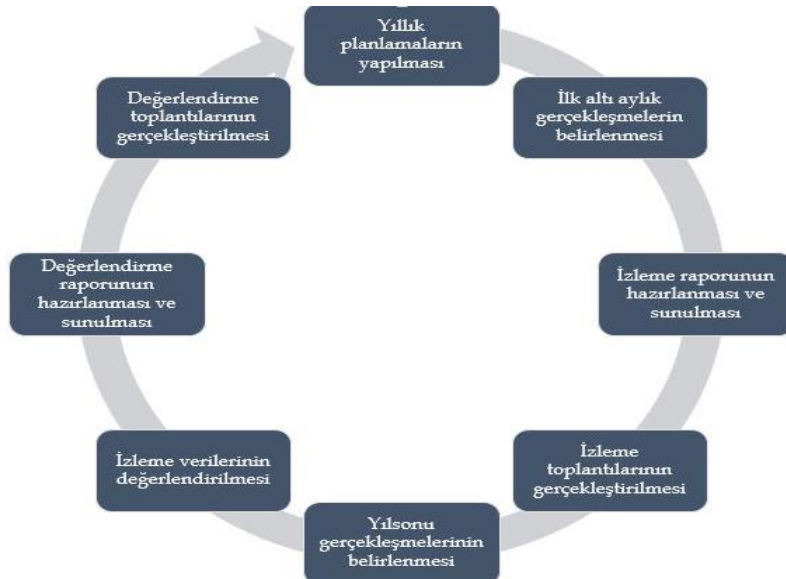 Yıllık
planlamaların
yapılması
İlk altı aylık
gerçekleşmelerin
belirlenmesi
İzleme raporunun
hazırlanması ve
sunulması
İzleme
toplantılarının
gerçekleştirilmesi
Yılsonu
gerçekleşmelerinin
belirlenmesi
İzleme verilerinin
değerlendirilmesi
Değerlendirme
raporunun
hazırlanması ve
sunulması
Değerlendirme
toplantılarının
gerçekleştirilmesi